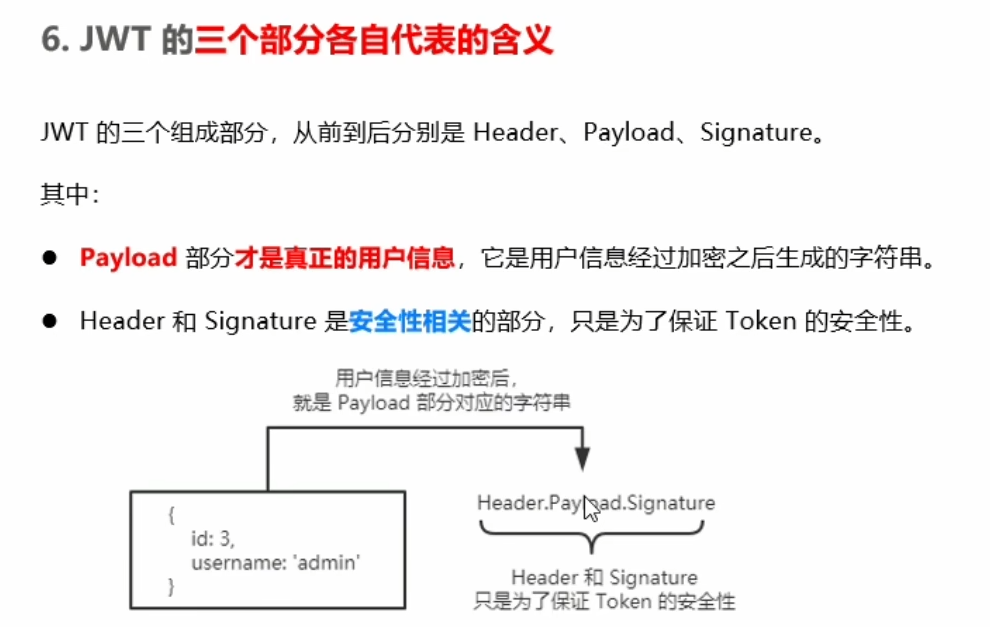 6. JWT 的三个部分各自代表的含义
JWT 的三个组成部分，从前到后分别是 Header、Payload、Signature。
其中：
● Payload 部分才是真正的用户信息，它是用户信息经过加密之后生成的字符串。
● Header 和 Signature 是安全性相关的部分，只是为了保证 Token 的安全性。
用户信息经过加密后，
就是 Payload 部分对应的字符串
{
id: 3,
username: 'admin'
}
Header.Payload.Signature
Header 和 Signature
只是为了保证 Token 的安全性